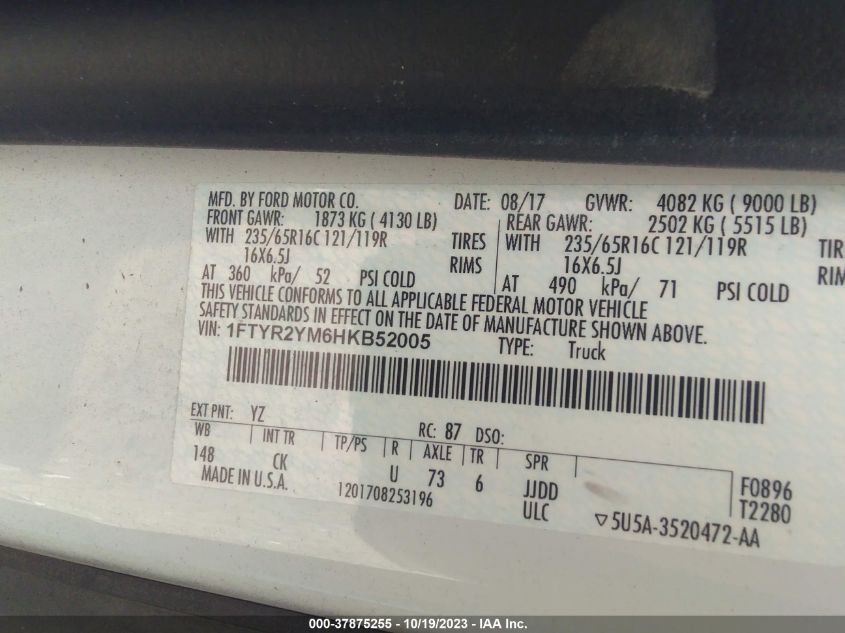 MFD. BY FORD MOTOR CO. DATE: 08/17 GVWR: 4082 KG ( 9000 LB)
FRONT GAWR: 1873 KG ( 4130 LB) REAR GAWR: 2502 KG ( 5515 LB)
WITH 235/65R16C 121/119R TIRES WITH 235/65R16C 121/119R TIR
16X6.5J RIMS 16X6.5J RIM
AT 360 kPa/ 52 PSI COLD AT 490 kPa/ 71 PSI COLD
THIS VEHICLE CONFORMS TO ALL APPLICABLE FEDERAL MOTOR VEHICLE
SAFETY STANDARDS IN EFFECT ON THE DATE OF MANUFACTURE SHOWN ABOVE.
VIN: 1FTYR2YM6HKB52005 TYPE: Truck
EXT PNT: YZ RC: 87 DSO:
WB INT TR TP/PS R AXLE TR SPR
148 CK U 73 6 JJDD F0896
MADE IN U.S.A. 1201708253196 ULC T2280
▽5U5A-3520472-AA
000-37875255 - 10/19/2023 - IAA Inc.